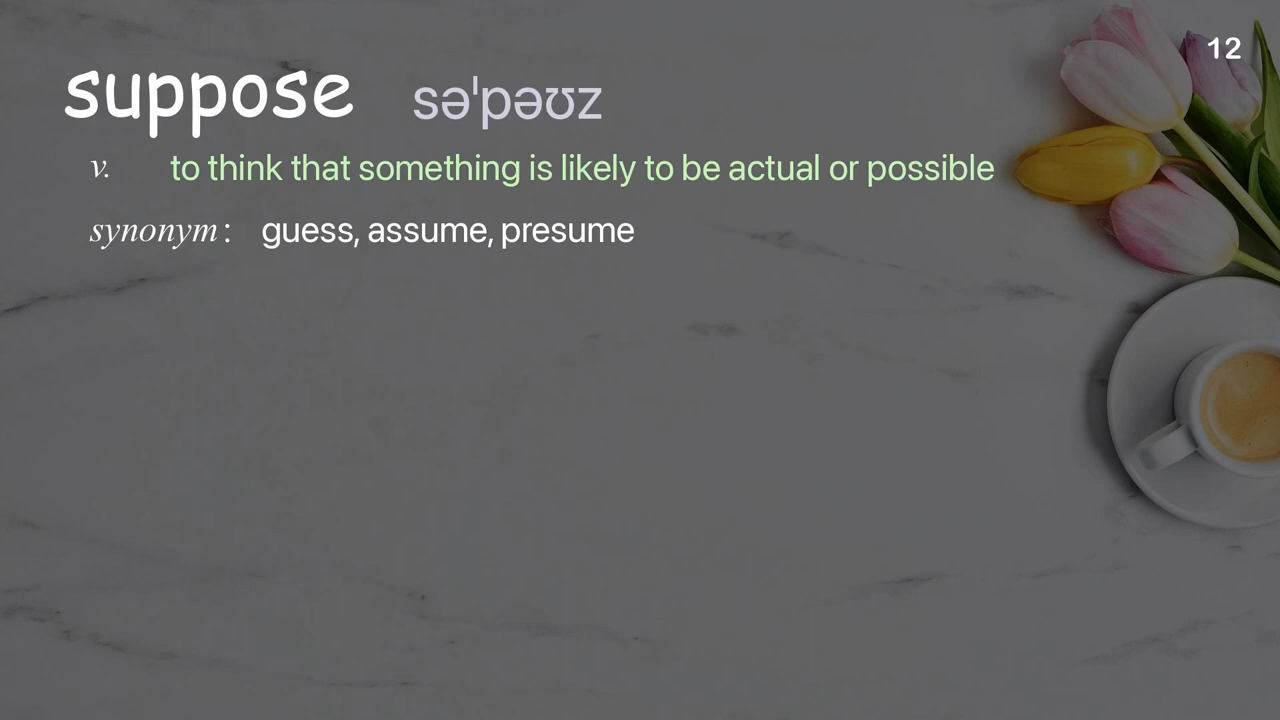 12
suppose səˈpəʊz
v. to think that something is likely to be actual or possible
synonym: guess, assume, presume